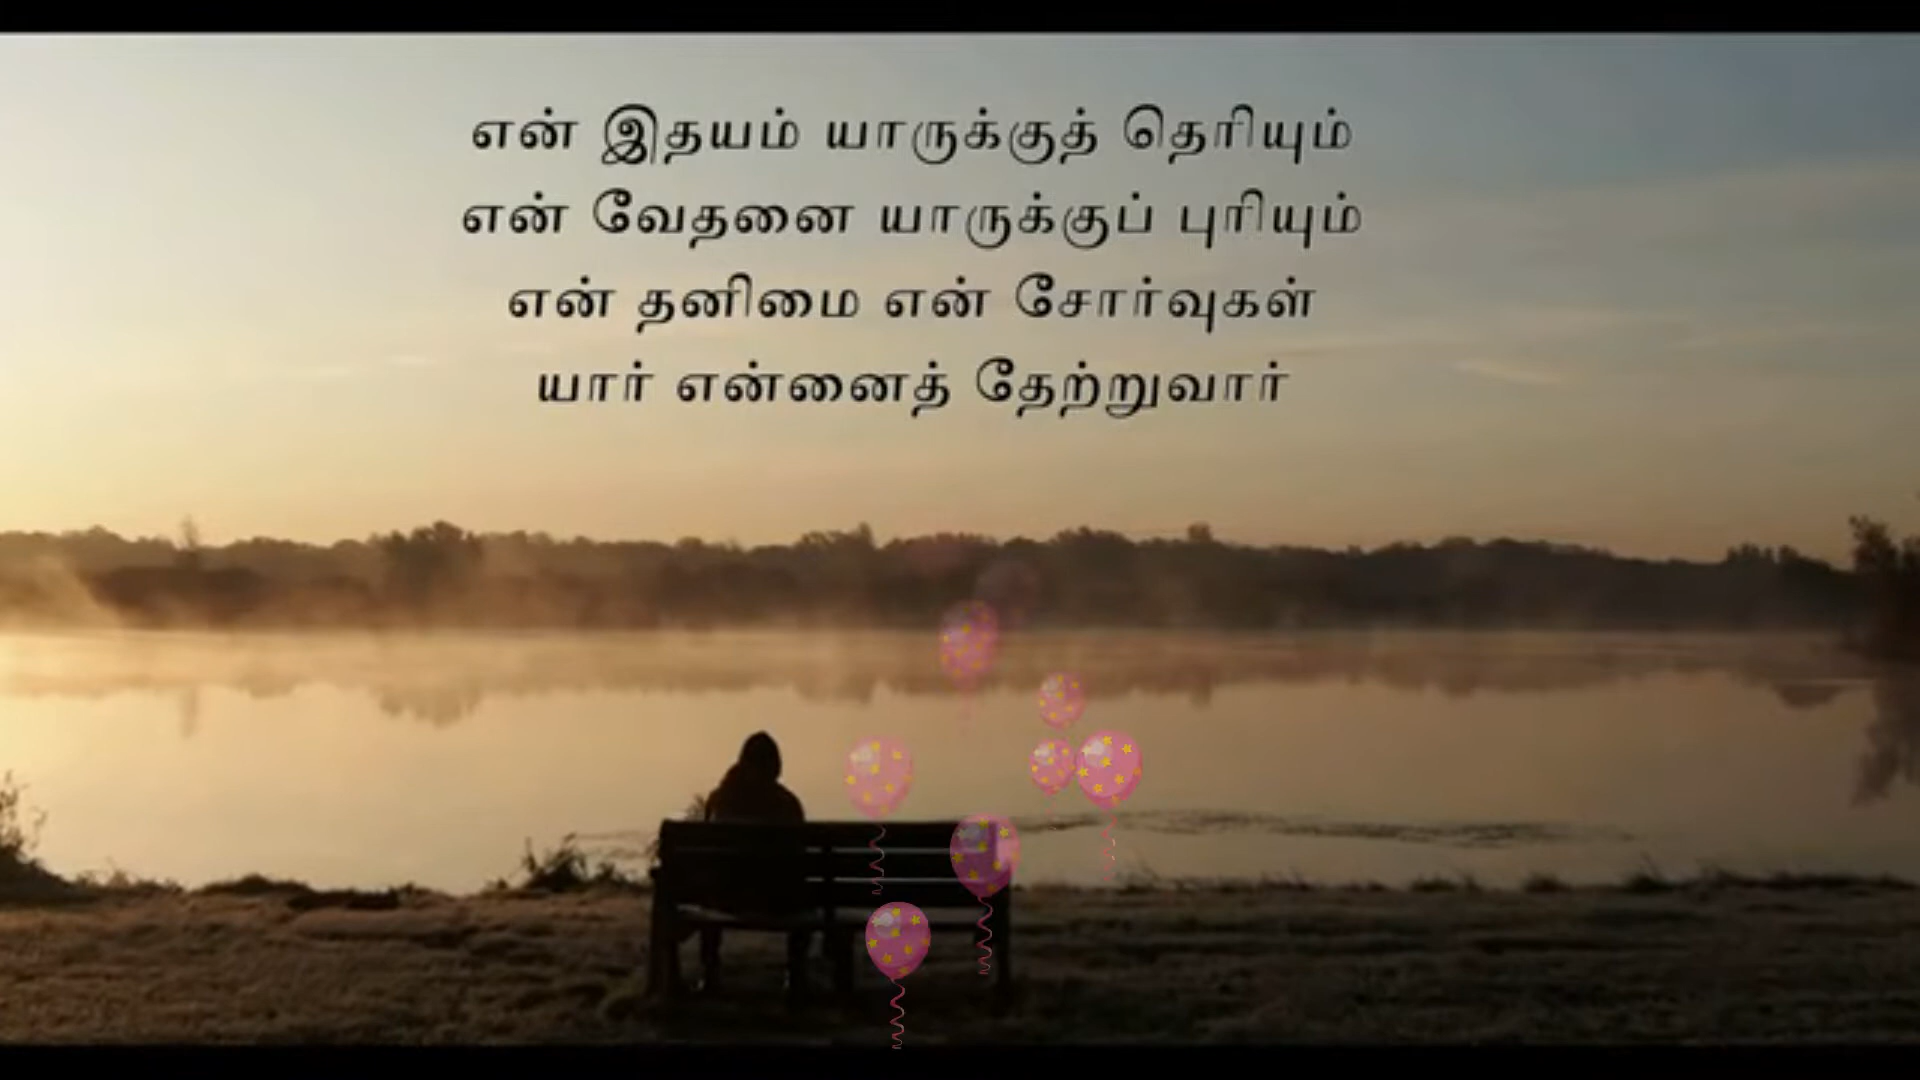 என் இதயம் யாருக்குத் தெரியும்
என் வேதனை யாருக்குப் புரியும்
என் தனிமை என் சோர்வுகள்
யார் என்னைத் தேற்றுவார்